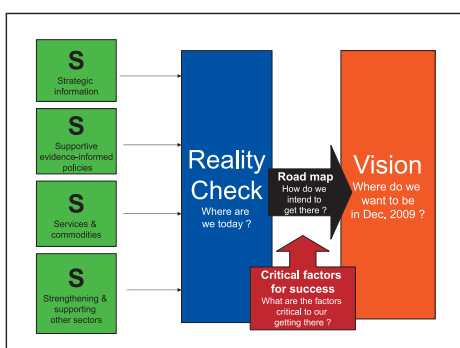 S
Strategic
information
S
Supportive
evidence-informed
policies
S
Services &
commodities
S
Strengthening &
supporting
other sectors
Reality
Check
Where are
we today ?
Road map
How do we
intend to
get there ?
Critical factors
for success
What are the factors
critical to our
getting there ?
Vision
Where do we
want to be
in Dec, 2009 ?